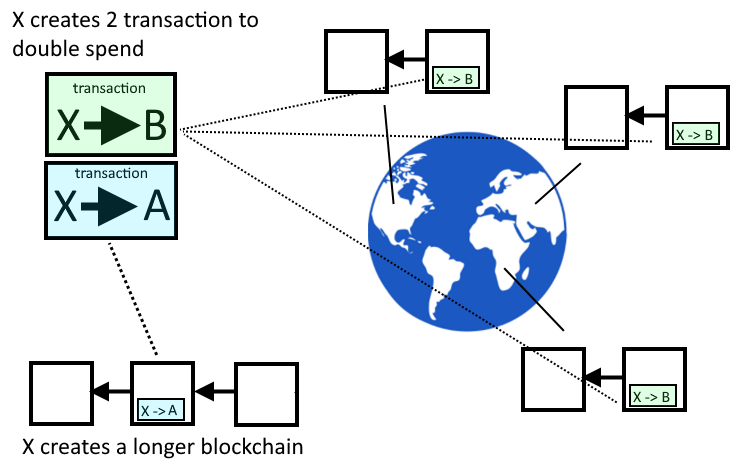 X creates 2 transaction to
double spend
transaction
X B
transaction
X A
X -> B
X -> B
X -> B
X -> A
X creates a longer blockchain